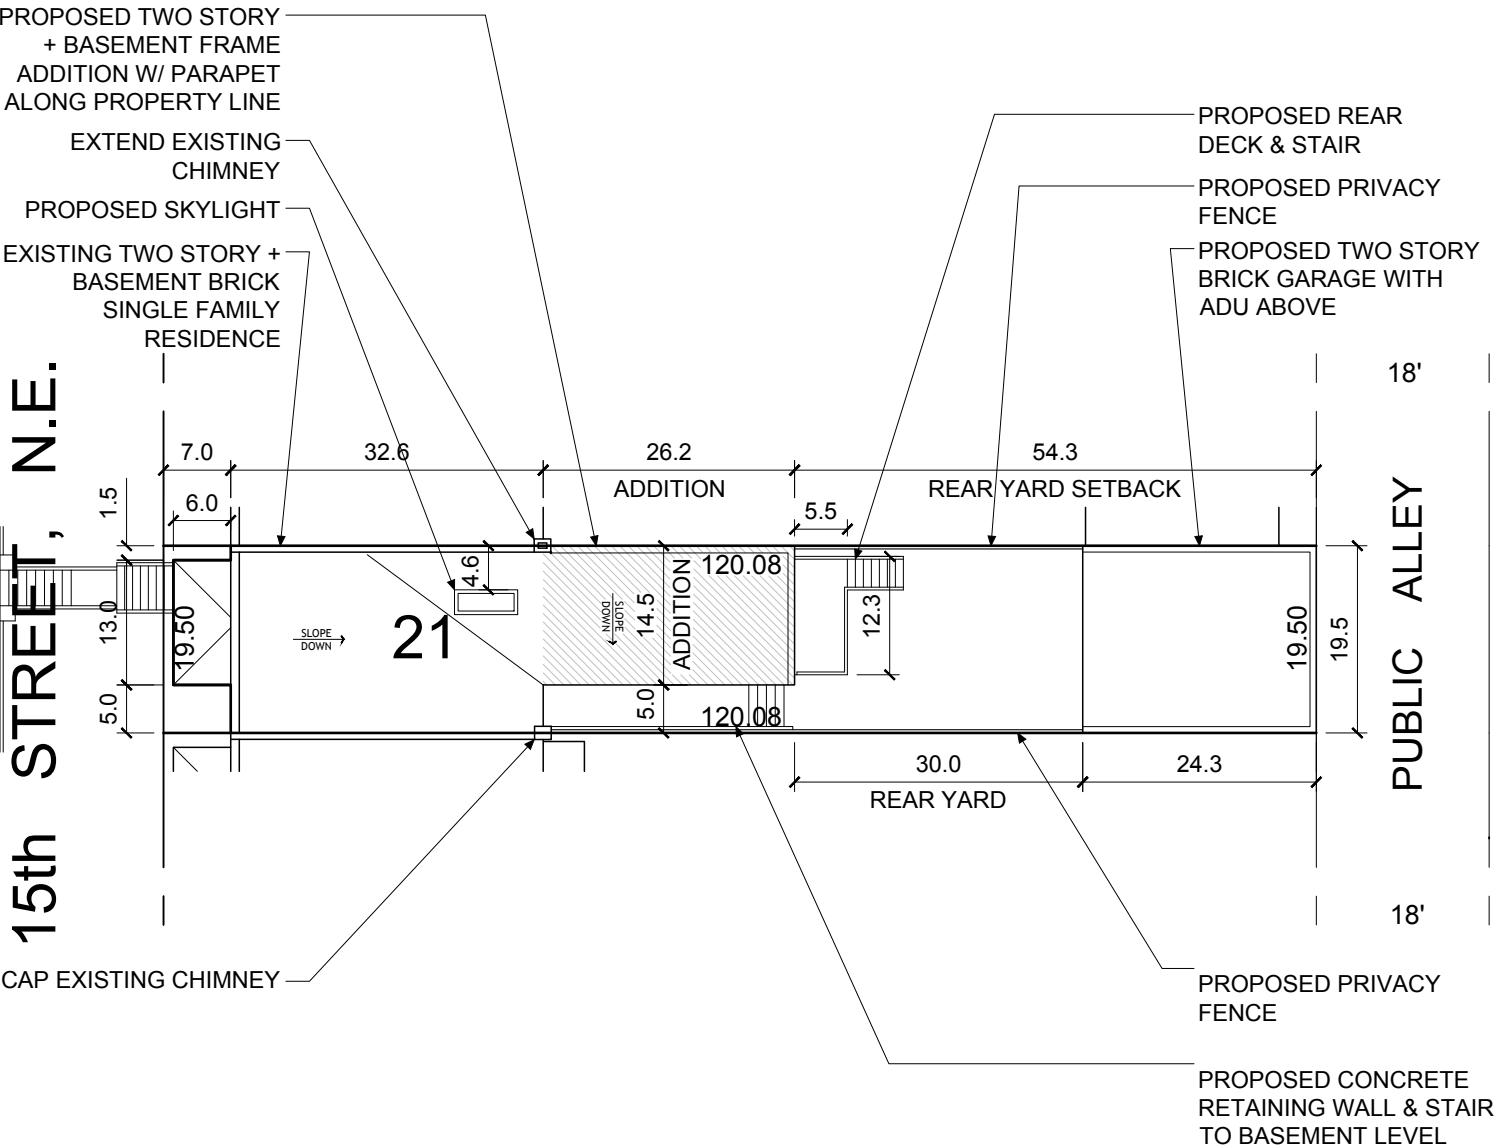 PROPOSED TWO STORY
+ BASEMENT FRAME
ADDITION W/ PARAPET
ALONG PROPERTY LINE
EXTEND EXISTING
CHIMNEY
PROPOSED SKYLIGHT
EXISTING TWO STORY +
BASEMENT BRICK
SINGLE FAMILY
RESIDENCE
PROPOSED REAR
DECK & STAIR
PROPOSED PRIVACY
FENCE
PROPOSED TWO STORY
BRICK GARAGE WITH
ADU ABOVE
15th STREET, N.E.
18'
7.0
32.6
26.2
54.3
ADDITION
REAR YARD SETBACK
1.5
6.0
5.5
4.6
120.08
13.0
19.50
SLOPE
DOWN
21
SLOPE
DOWN
14.5
ADDITION
12.3
19.50
19.5
PUBLIC ALLEY
5.0
5.0
120.08
30.0
24.3
REAR YARD
18'
CAP EXISTING CHIMNEY
PROPOSED PRIVACY
FENCE
PROPOSED CONCRETE
RETAINING WALL & STAIR
TO BASEMENT LEVEL